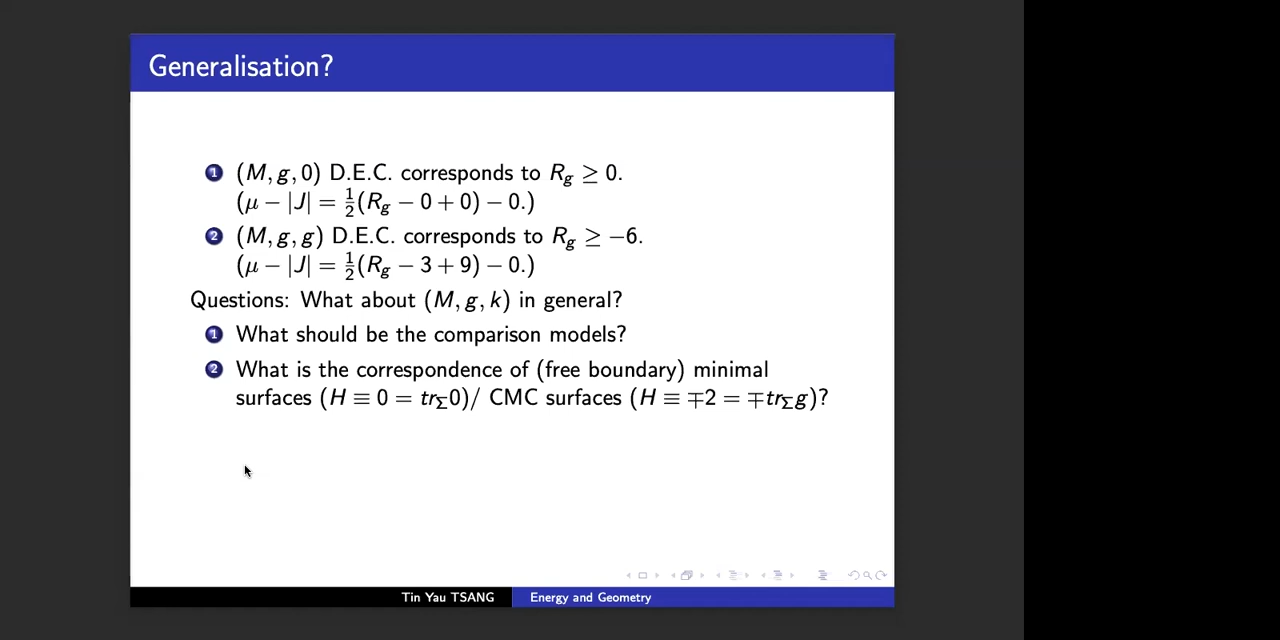 Generalisation?
1 (M, g, 0) D.E.C. corresponds to R_g ≥ 0.
(μ − |J| = ½(R_g − 0 + 0) − 0.)
2 (M, g, g) D.E.C. corresponds to R_g ≥ −6.
(μ − |J| = ½(R_g − 3 + 9) − 0.)
Questions: What about (M, g, k) in general?
1 What should be the comparison models?
2 What is the correspondence of (free boundary) minimal
surfaces (H ≡ 0 = tr_Σ0)/ CMC surfaces (H ≡ ∓2 = ∓tr_Σg)?
Tin Yau TSANG Energy and Geometry